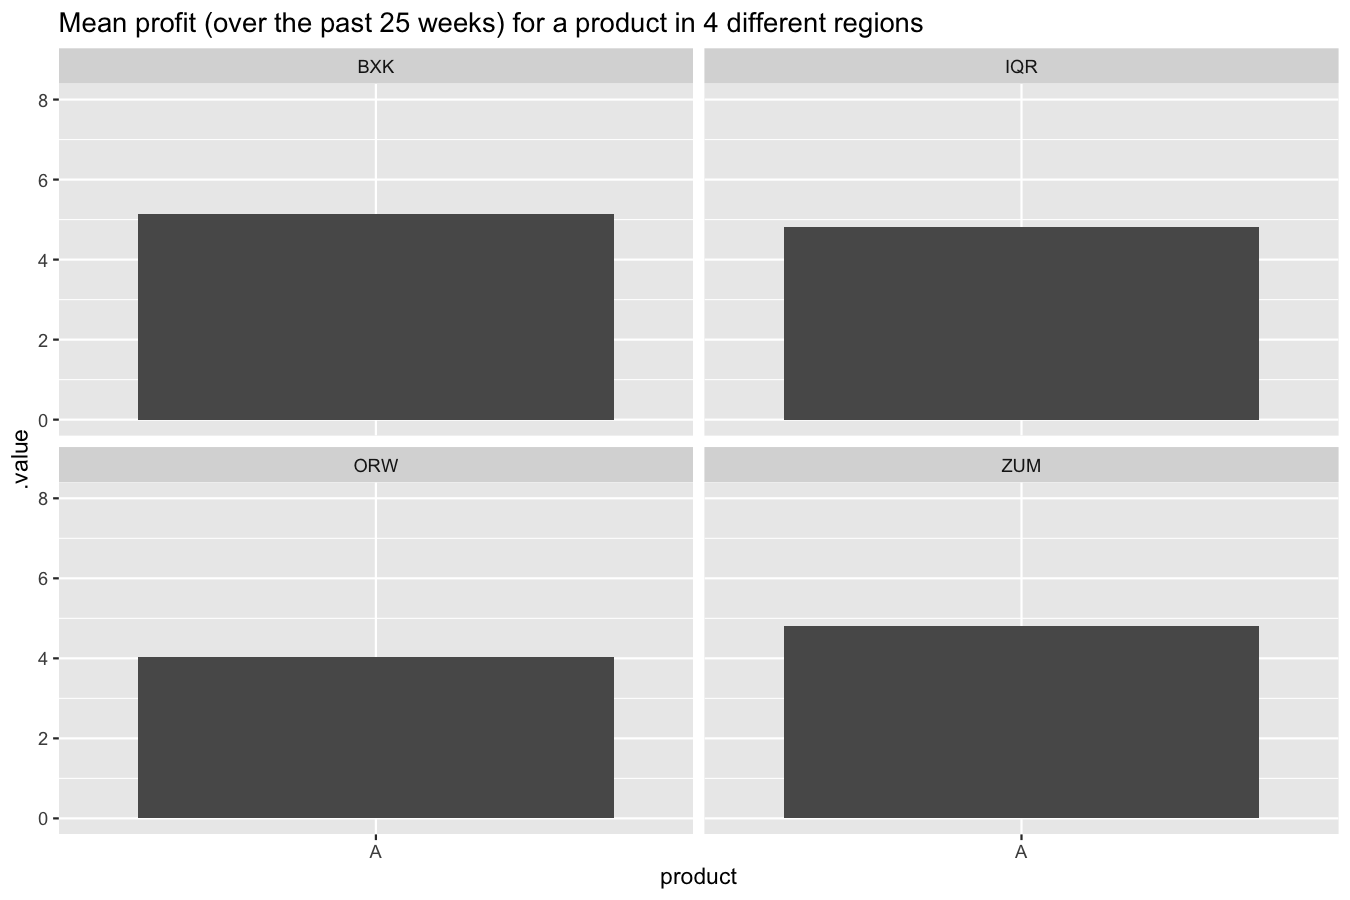 Mean profit (over the past 25 weeks) for a product in 4 different regions
BXK
IQR
8
6
4
2
0
.value
ORW
ZUM
8
6
4
2
0
A
A
product